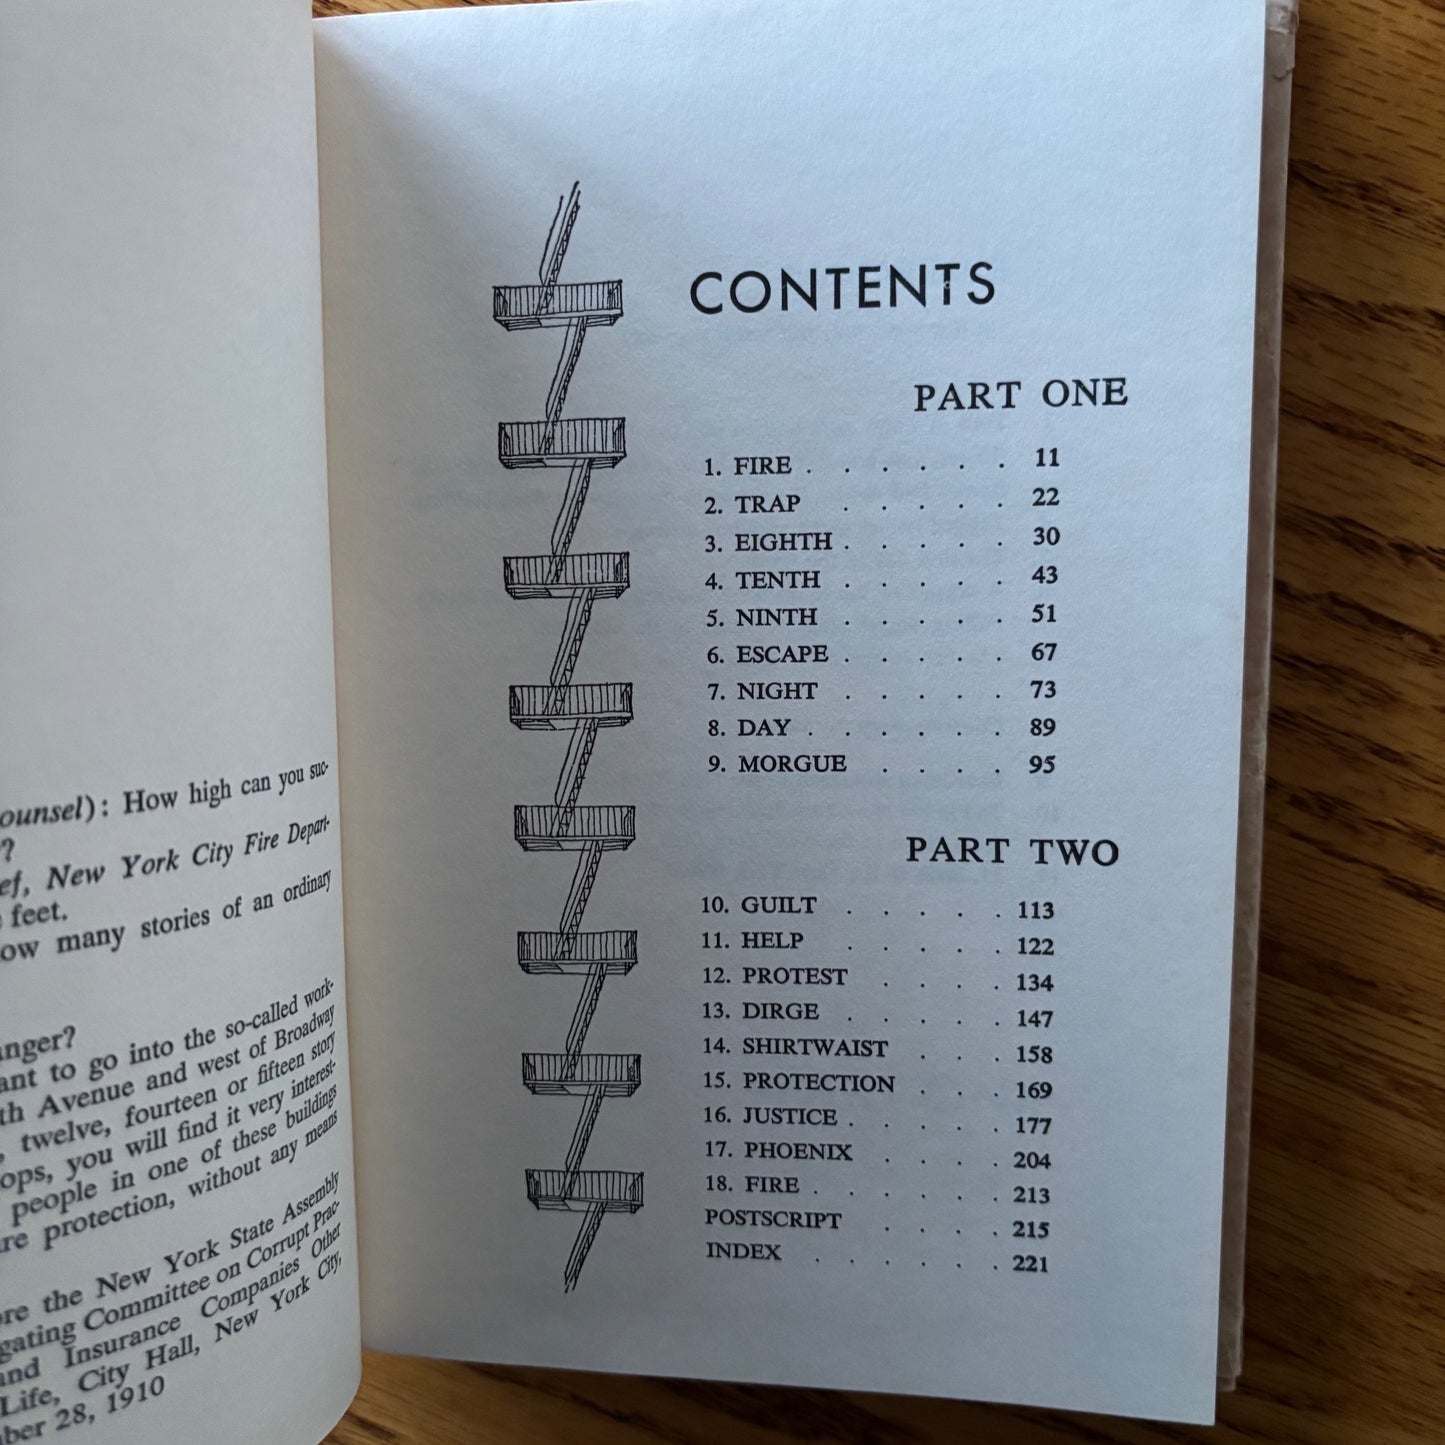 ounsel): How high can you suc-
?
ef, New York City Fire Depart-
feet.
ow many stories of an ordinary
anger?
ant to go into the so-called work-
th Avenue and west of Broadway
, twelve, fourteen or fifteen story
ops, you will find it very interest-
people in one of these buildings
re protection, without any means
ore the New York State Assembly
gating Committee on Corrupt Prac-
and Insurance Companies Other
Life, City Hall, New York City,
ber 28, 1910
CONTENTS
PART ONE
1. FIRE . . . . . . 11
2. TRAP . . . . . 22
3. EIGHTH . . . . . 30
4. TENTH . . . . . 43
5. NINTH . . . . . 51
6. ESCAPE . . . . . 67
7. NIGHT . . . . . 73
8. DAY . . . . . . 89
9. MORGUE . . . . 95
PART TWO
10. GUILT . . . . . 113
11. HELP . . . . . 122
12. PROTEST . . . . 134
13. DIRGE . . . . . 147
14. SHIRTWAIST . . . 158
15. PROTECTION . . . 169
16. JUSTICE . . . . . 177
17. PHOENIX . . . . 204
18. FIRE . . . . . . 213
POSTSCRIPT . . . . 215
INDEX . . . . . . 221